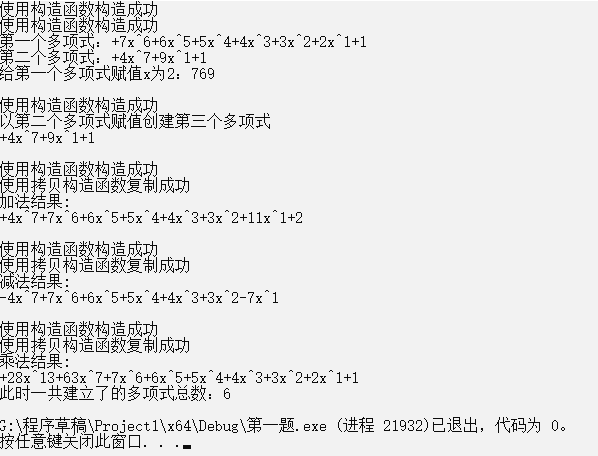 使用构造函数构造成功
使用构造函数构造成功
第一个多项式：+7x^6+6x^5+5x^4+4x^3+3x^2+2x^1+1
第二个多项式：+4x^7+9x^1+1
给第一个多项式赋值x为2：769
使用构造函数构造成功
以第二个多项式赋值创建第三个多项式
+4x^7+9x^1+1
使用构造函数构造成功
使用拷贝构造函数复制成功
加法结果:
+4x^7+7x^6+6x^5+5x^4+4x^3+3x^2+11x^1+2
使用构造函数构造成功
使用拷贝构造函数复制成功
减法结果:
-4x^7+7x^6+6x^5+5x^4+4x^3+3x^2-7x^1
使用构造函数构造成功
使用拷贝构造函数复制成功
乘法结果:
+28x^13+63x^7+7x^6+6x^5+5x^4+4x^3+3x^2+2x^1+1
此时一共建立了的多项式总数：6
G:\程序草稿\Project1\x64\Debug\第一题.exe (进程 21932)已退出，代码为 0。
按任意键关闭此窗口. . .